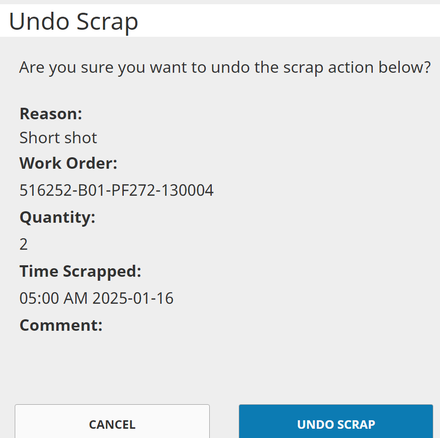 Undo Scrap
Are you sure you want to undo the scrap action below?
Reason:
Short shot
Work Order:
516252-B01-PF272-130004
Quantity:
2
Time Scrapped:
05:00 AM 2025-01-16
Comment:
CANCEL
UNDO SCRAP